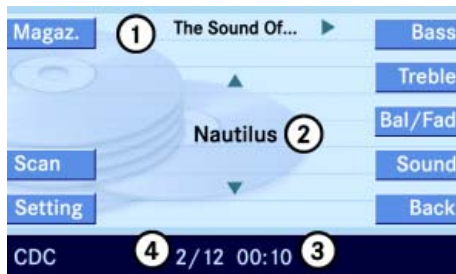 Magaz.
1 The Sound Of...
Bass
Treble
Nautilus 2
Bal/Fad
Scan
Sound
Setting
Back
CDC 4 2/12 00:10 3